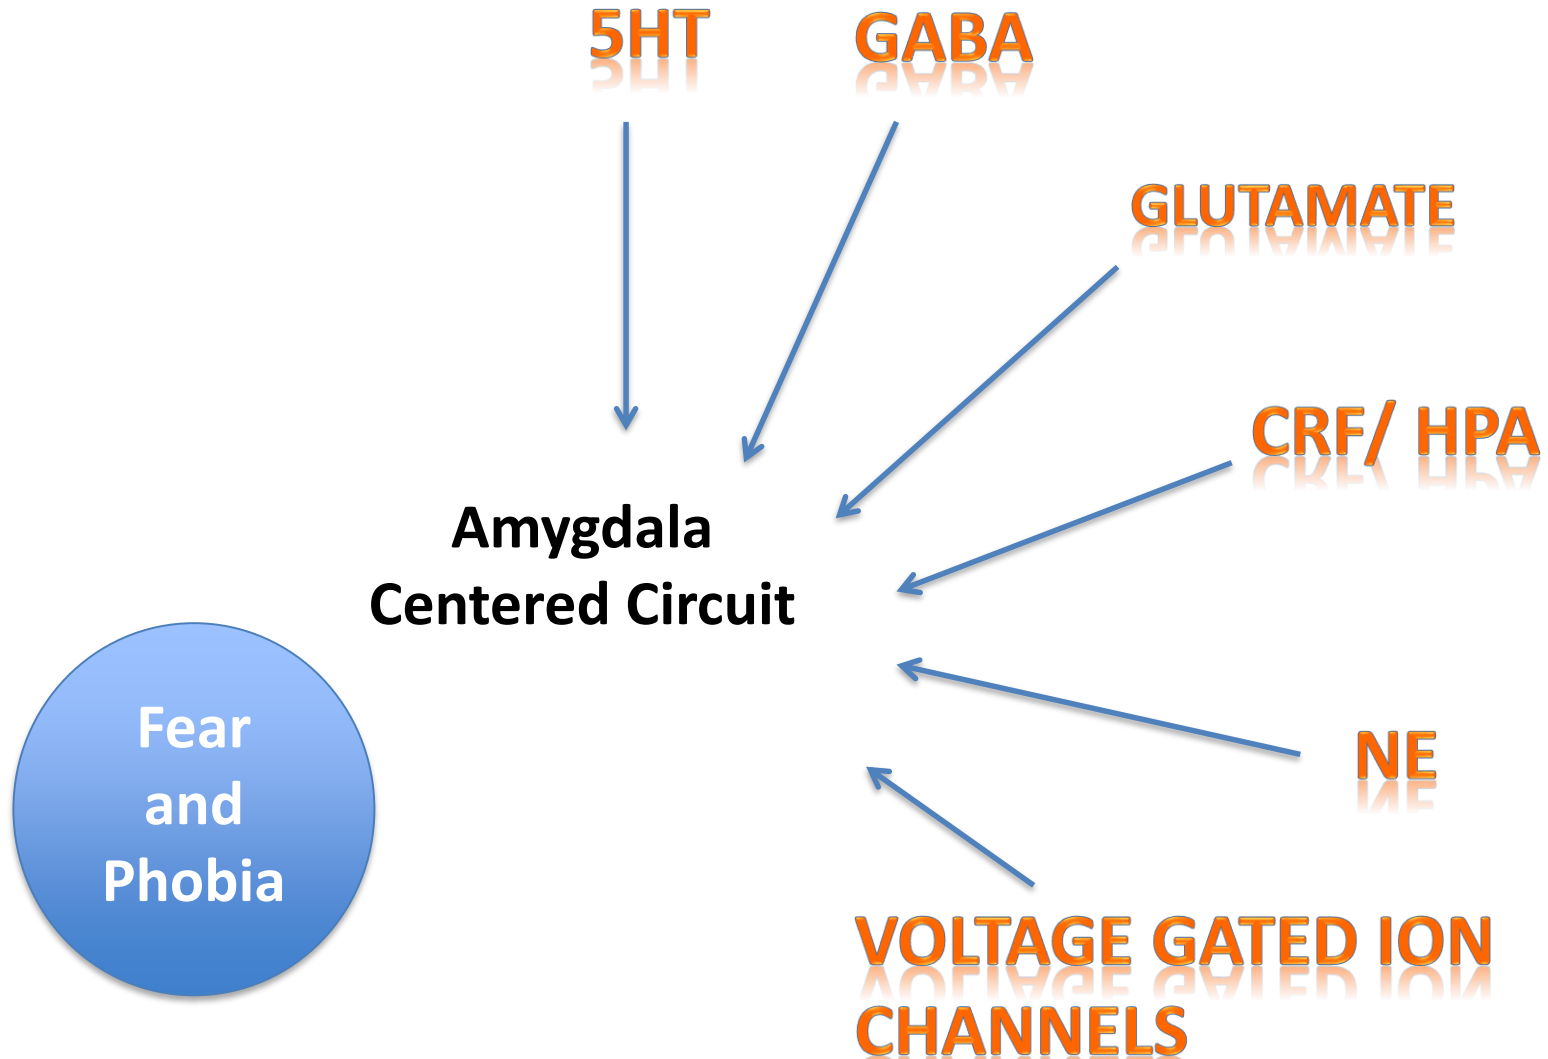 5HT
GABA
GLUTAMATE
CRF/ HPA
Amygdala
Centered Circuit
Fear
and
Phobia
NE
VOLTAGE GATED ION
CHANNELS